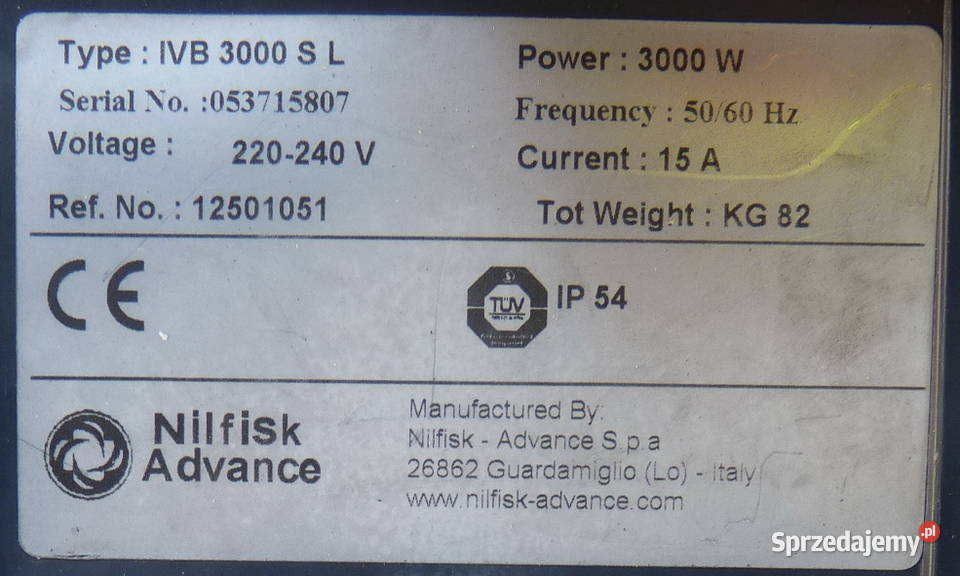 Type : IVB 3000 S L
Power : 3000 W
Serial No. :053715807
Frequency : 50/60 Hz
Voltage : 220-240 V
Current : 15 A
Ref. No. : 12501051
Tot Weight : KG 82
CE
TÜV
IP 54
Nilfisk
Advance
Manufactured By:
Nilfisk - Advance S.p.a
26862 Guardamiglio (Lo) - Italy
www.nilfisk-advance.com
Sprzedajemy.pl